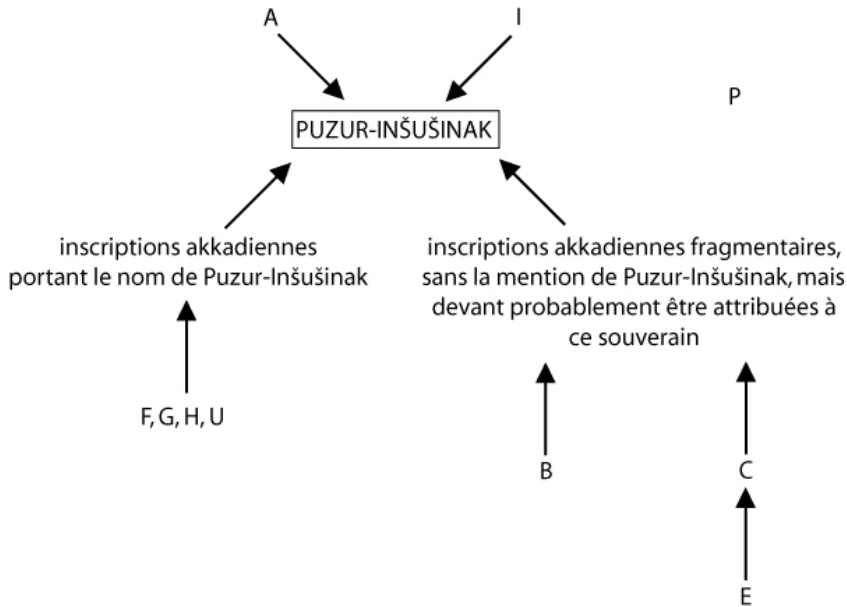 A
I
P
PUZUR-INŠUŠINAK
inscriptions akkadiennes
portant le nom de Puzur-Inšušinak
inscriptions akkadiennes fragmentaires,
sans la mention de Puzur-Inšušinak, mais
devant probablement être attribuées à
ce souverain
F, G, H, U
B
C
E